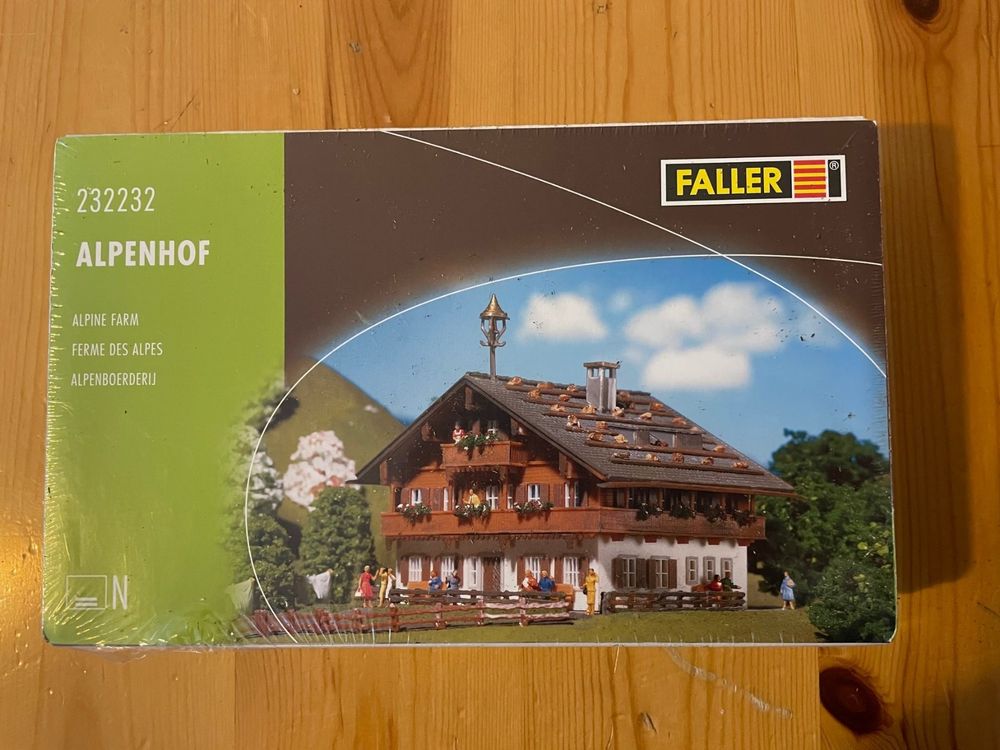 232232
ALPENHOF
ALPINE FARM
FERME DES ALPES
ALPENBOERDERIJ
N
FALLER ®